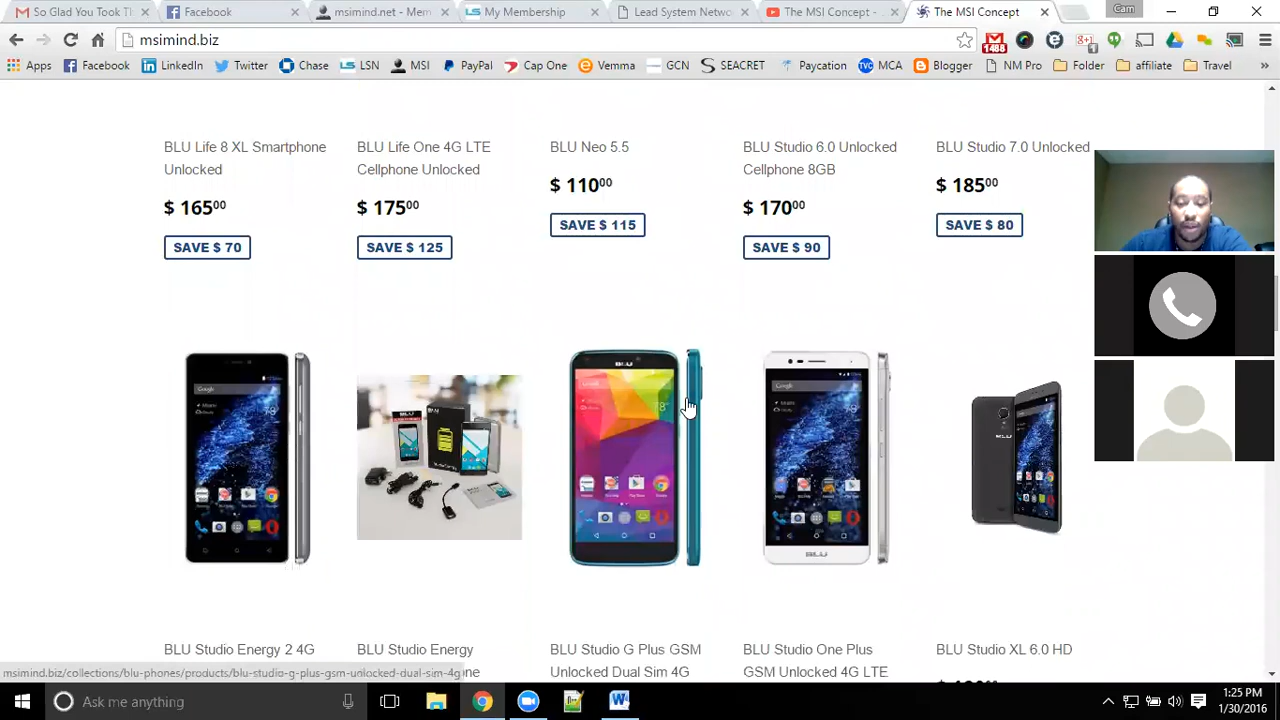 So Glad You Took Th
Facebook
msimind.net - Mem
My Membership
Lead System Netwo
The MSI Concept -
The MSI Concept
Cam
msimind.biz
1485
Apps
Facebook
LinkedIn
Twitter
Chase
LSN
MSI
PayPal
Cap One
Vemma
GCN
SEACRET
Paycation
MCA
Blogger
NM Pro
Folder
affiliate
Travel
BLU Life 8 XL Smartphone
Unlocked
$ 165 00
SAVE $ 70
BLU Life One 4G LTE
Cellphone Unlocked
$ 175 00
SAVE $ 125
BLU Neo 5.5
$ 110 00
SAVE $ 115
BLU Studio 6.0 Unlocked
Cellphone 8GB
$ 170 00
SAVE $ 90
BLU Studio 7.0 Unlocked
$ 185 00
SAVE $ 80
BLU
BLU
BLU Studio Energy 2 4G
BLU Studio Energy
BLU Studio G Plus GSM
Unlocked Dual Sim 4G
BLU Studio One Plus
GSM Unlocked 4G LTE
BLU Studio XL 6.0 HD
msimind.biz/collections/blu-phones/products/blu-studio-g-plus-gsm-unlocked-dual-sim-4g
Ask me anything
1:25 PM
1/30/2016